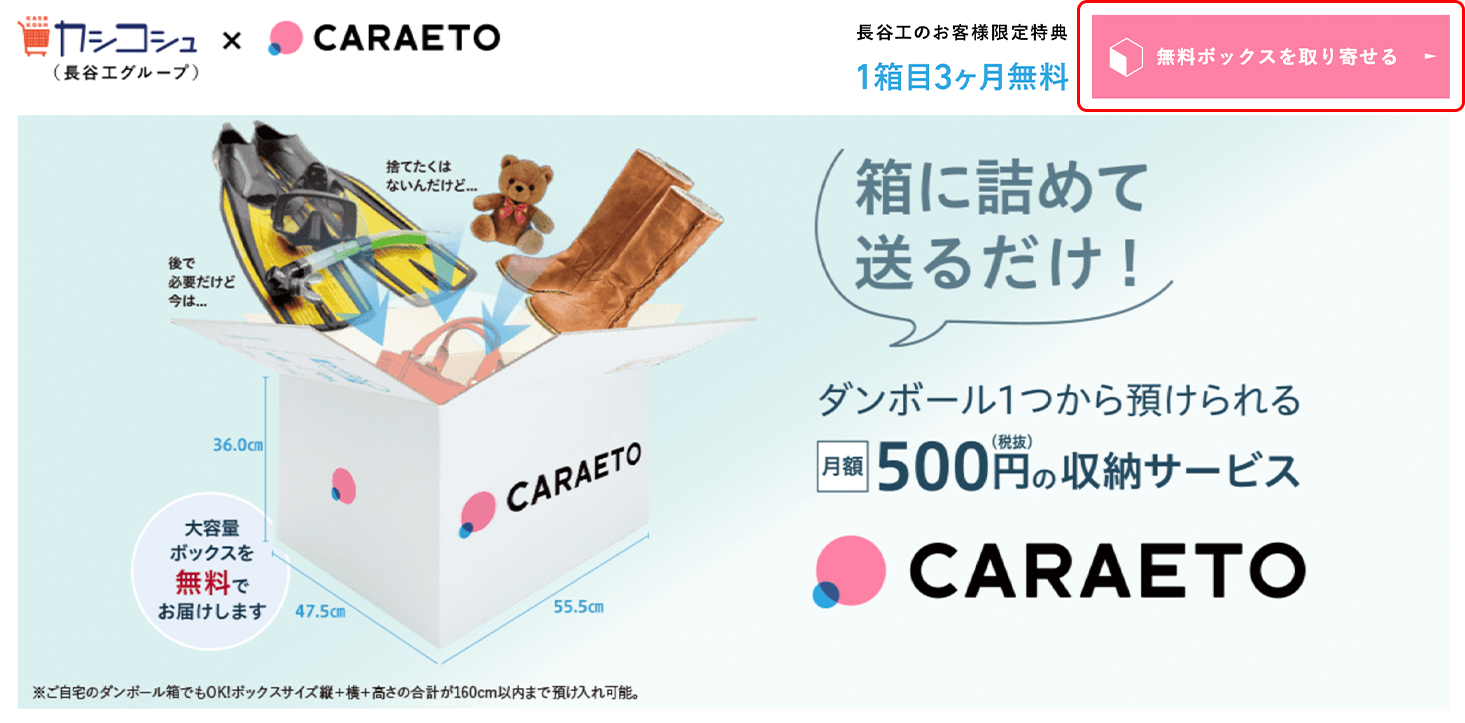 KASH
KOSH
カシコシュ
×
CARAETO
(長谷工グループ)
長谷工のお客様限定特典
1箱目3ヶ月無料
無料ボックスを取り寄せる
捨てたくは
ないんだけど...
後で
必要だけど
今は...
箱に詰めて
送るだけ!
ダンボール1つから預けられる
月額500円(税抜)の収納サービス
CARAETO
36.0cm
CARAETO
大容量
ボックスを
無料で
お届けします
47.5cm
55.5cm
※ご自宅のダンボール箱でもOK!ボックスサイズ縦+横+高さの合計が160cm以内まで預け入れ可能。